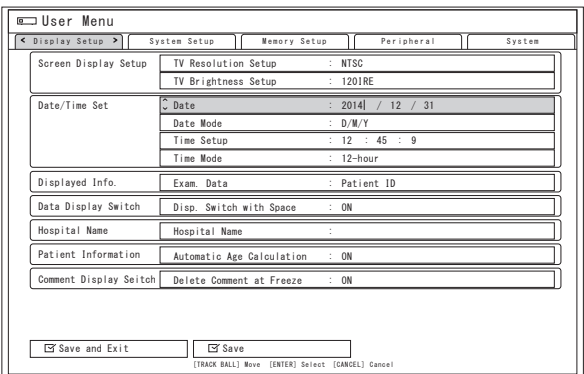 User Menu
< Display Setup > System Setup Memory Setup Peripheral System
Screen Display Setup TV Resolution Setup : NTSC
TV Brightness Setup : 120IRE
Date/Time Set Date : 2014 / 12 / 31
Date Mode : D/M/Y
Time Setup : 12 : 45 : 9
Time Mode : 12-hour
Displayed Info. Exam. Data : Patient ID
Data Display Switch Disp. Switch with Space : ON
Hospital Name Hospital Name :
Patient Information Automatic Age Calculation : ON
Comment Display Seitch Delete Comment at Freeze : ON
Save and Exit Save
[TRACK BALL] Move [ENTER] Select [CANCEL] Cancel